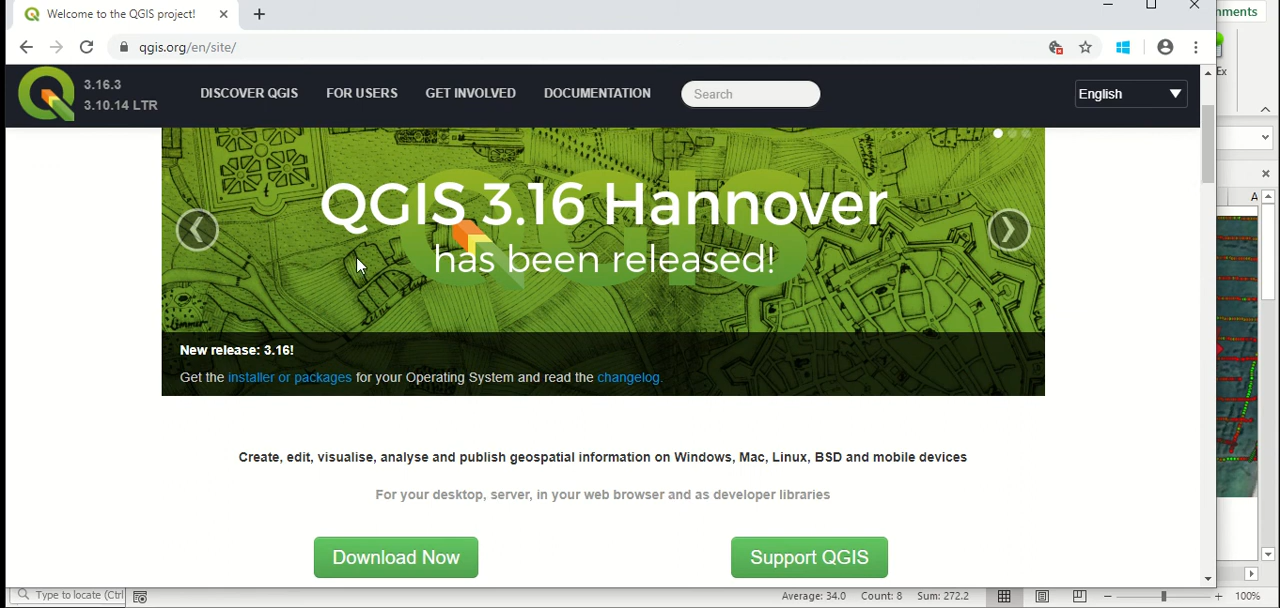 Welcome to the QGIS project!
nments
qgis.org/en/site/
Ex
3.16.3
3.10.14 LTR
DISCOVER QGIS FOR USERS GET INVOLVED DOCUMENTATION Search English
QGIS 3.16 Hannover
has been released!
A
New release: 3.16!
Get the installer or packages for your Operating System and read the changelog.
Create, edit, visualise, analyse and publish geospatial information on Windows, Mac, Linux, BSD and mobile devices
For your desktop, server, in your web browser and as developer libraries
Download Now Support QGIS
Type to locate (Ctrl Average: 34.0 Count: 8 Sum: 272.2 100%